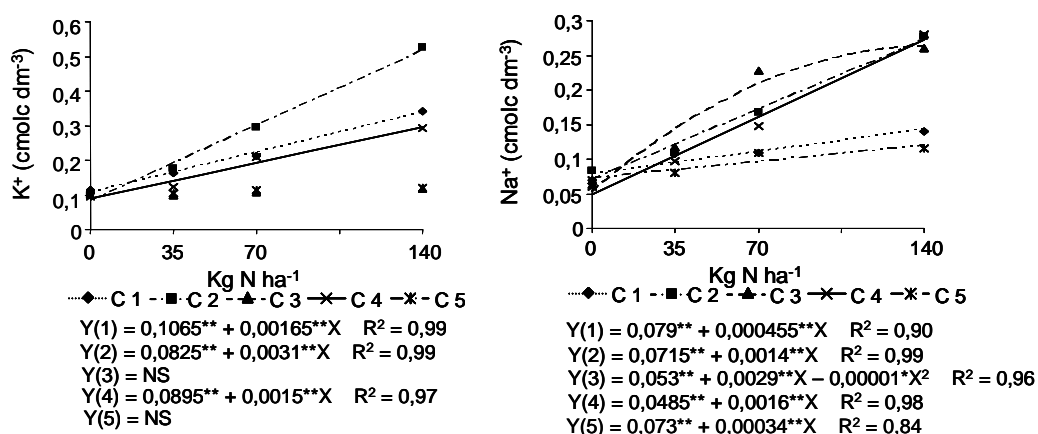 K⁺ (cmolc dm⁻³)
0,6
0,5
0,4
0,3
0,2
0,1
0
0 35 70 140
Kg N ha⁻¹
C 1 C 2 C 3 C 4 C 5
Y(1) = 0,1065** + 0,00165**X R² = 0,99
Y(2) = 0,0825** + 0,0031**X R² = 0,99
Y(3) = NS
Y(4) = 0,0895** + 0,0015**X R² = 0,97
Y(5) = NS
Na⁺ (cmolc dm⁻³)
0,3
0,25
0,2
0,15
0,1
0,05
0
0 35 70 140
Kg N ha⁻¹
C 1 C 2 C 3 C 4 C 5
Y(1) = 0,079** + 0,000455**X R² = 0,90
Y(2) = 0,0715** + 0,0014**X R² = 0,99
Y(3) = 0,053** + 0,0029**X – 0,00001*X² R² = 0,96
Y(4) = 0,0485** + 0,0016**X R² = 0,98
Y(5) = 0,073** + 0,00034**X R² = 0,84